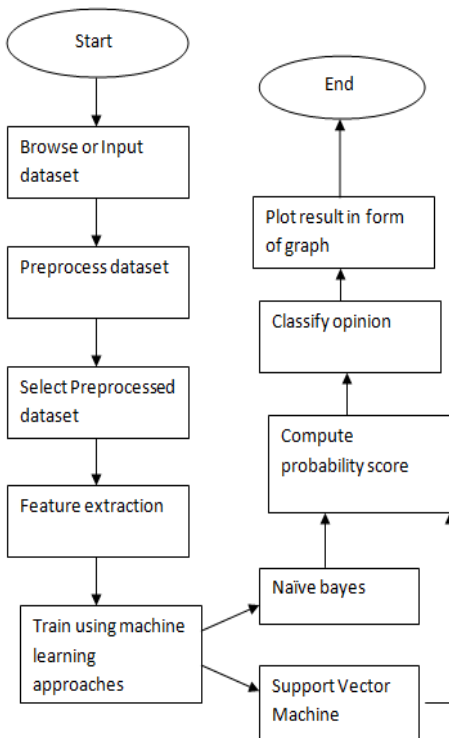 Start
Browse or Input
dataset
Preprocess dataset
Select Preprocessed
dataset
Feature extraction
Train using machine
learning
approaches
Naïve bayes
Support Vector
Machine
Compute
probability score
Classify opinion
Plot result in form
of graph
End